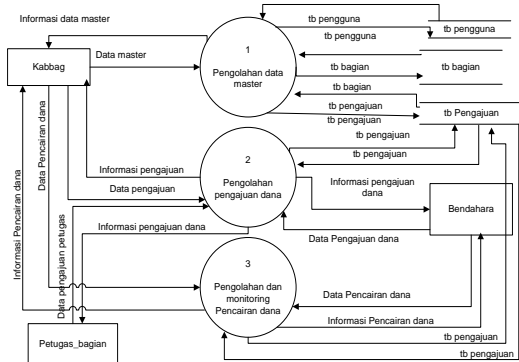 Informasi data master
tb pengguna
tb pengguna
tb pengguna
1
Pengolahan data
master
Kabbag
Data master
tb bagian
tb bagian
tb bagian
tb pengajuan
tb pengajuan
tb Pengajuan
tb pengajuan
tb pengajuan
2
Pengolahan
pengajuan dana
Informasi pengajuan
Data pengajuan
Informasi pengajuan
dana
Bendahara
Informasi pengajuan dana
Data Pengajuan dana
Data Pencairan dana
Informasi Pencairan dana
Data pengajuan petugas
3
Pengolahan dan
monitoring
Pencairan dana
Data Pencairan dana
Informasi Pencairan dana
Petugas_bagian
tb pengajuan
tb pengajuan